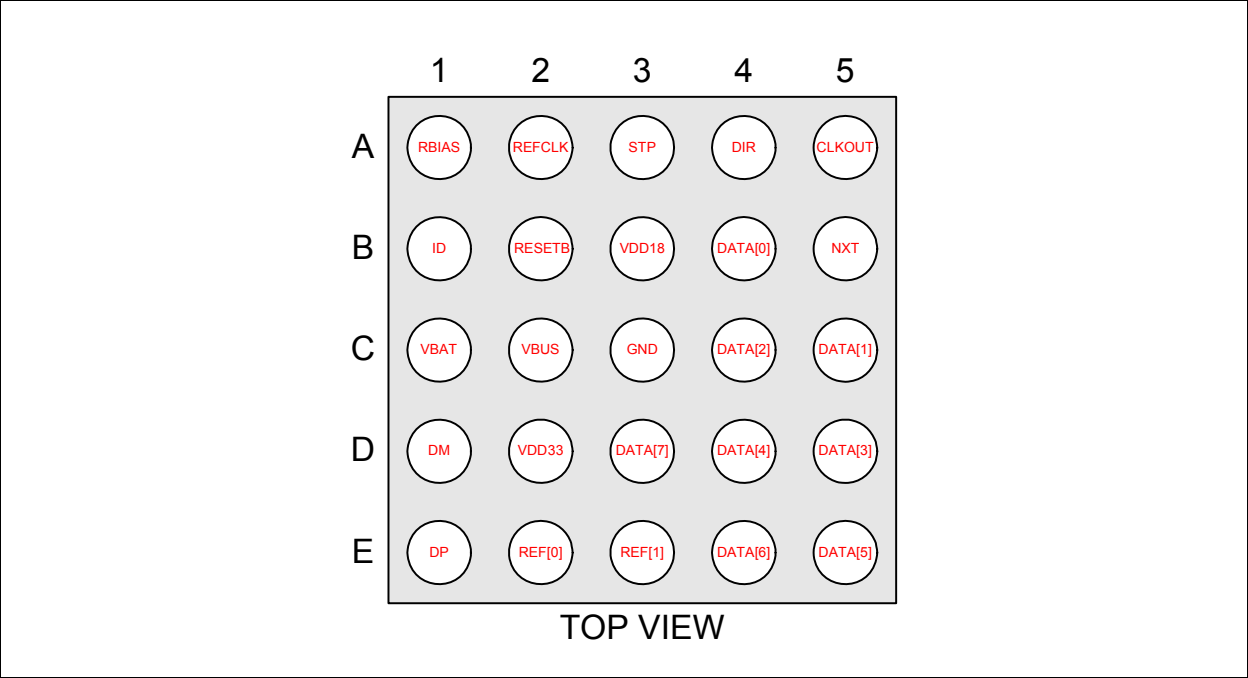 1 2 3 4 5
A RBIAS REFCLK STP DIR CLKOUT
B ID RESETB VDD18 DATA[0] NXT
C VBAT VBUS GND DATA[2] DATA[1]
D DM VDD33 DATA[7] DATA[4] DATA[3]
E DP REF[0] REF[1] DATA[6] DATA[5]
TOP VIEW